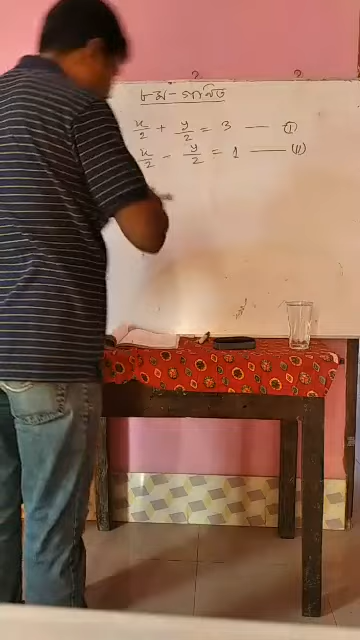 ৮ম - গণিত
x/2 + y/2 = 3 — (I)
x/2 - y/2 = 1 — (II)